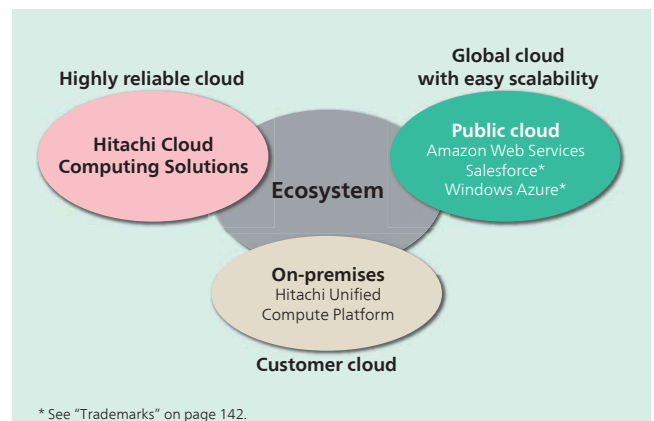 Highly reliable cloud
Hitachi Cloud
Computing Solutions
Global cloud
with easy scalability
Public cloud
Amazon Web Services
Salesforce*
Windows Azure*
Ecosystem
On-premises
Hitachi Unified
Compute Platform
Customer cloud
* See “Trademarks” on page 142.